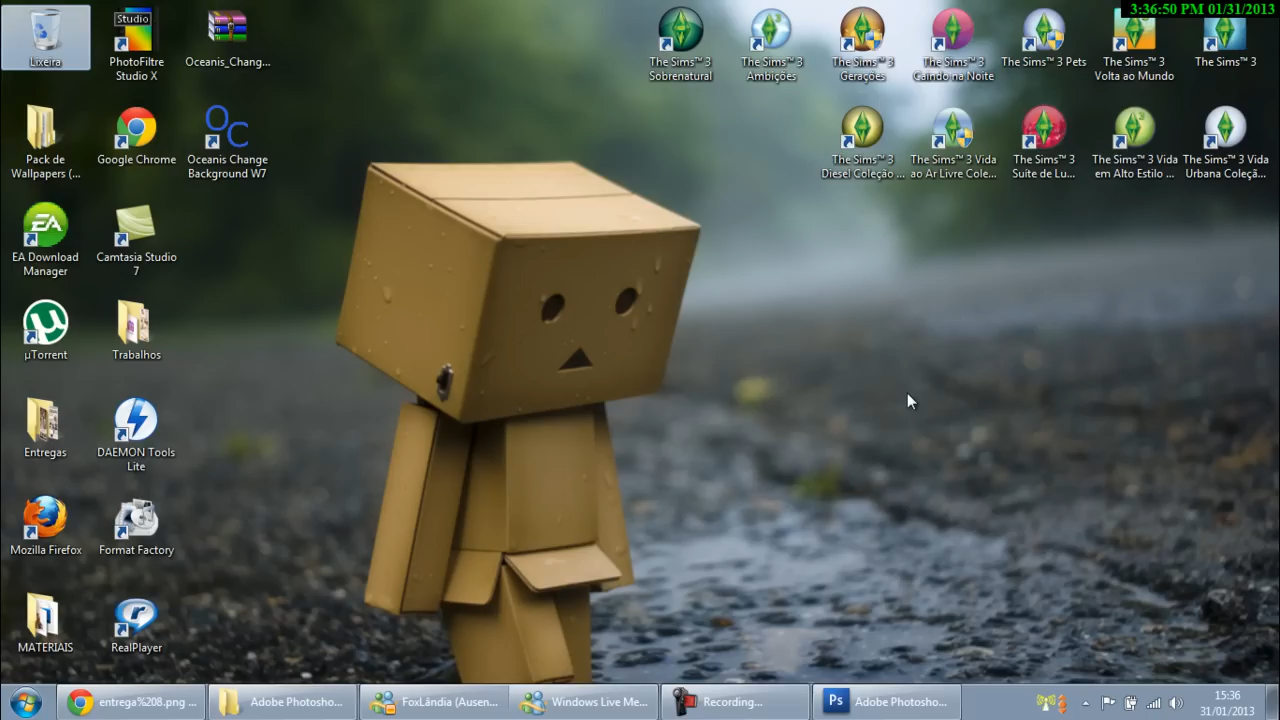 3:36:50 PM 01/31/2013
Studio
Lixeira
PhotoFiltre
Studio X
Oceanis_Chang...
The Sims™ 3
Sobrenatural
The Sims™ 3
Ambições
The Sims™ 3
Gerações
The Sims™ 3
Caindo na Noite
The Sims™ 3 Pets
The Sims™ 3
Volta ao Mundo
The Sims™ 3
Pack de
Wallpapers (...
Google Chrome
OC
Oceanis Change
Background W7
The Sims™ 3
Diesel Coleção ...
The Sims™ 3 Vida
ao Ar Livre Cole...
The Sims™ 3
Suíte de Lu...
The Sims™ 3 Vida
em Alto Estilo ...
The Sims™ 3 Vida
Urbana Coleçã...
EA
EA Download
Manager
Camtasia Studio
7
µ
µTorrent
Trabalhos
Entregas
DAEMON Tools
Lite
Mozilla Firefox
Format Factory
MATERIAIS
RealPlayer
entrega%208.png ...
Adobe Photosho...
FoxLândia (Ausen...
Windows Live Me...
Recording...
Ps
Adobe Photosho...
15:36
31/01/2013